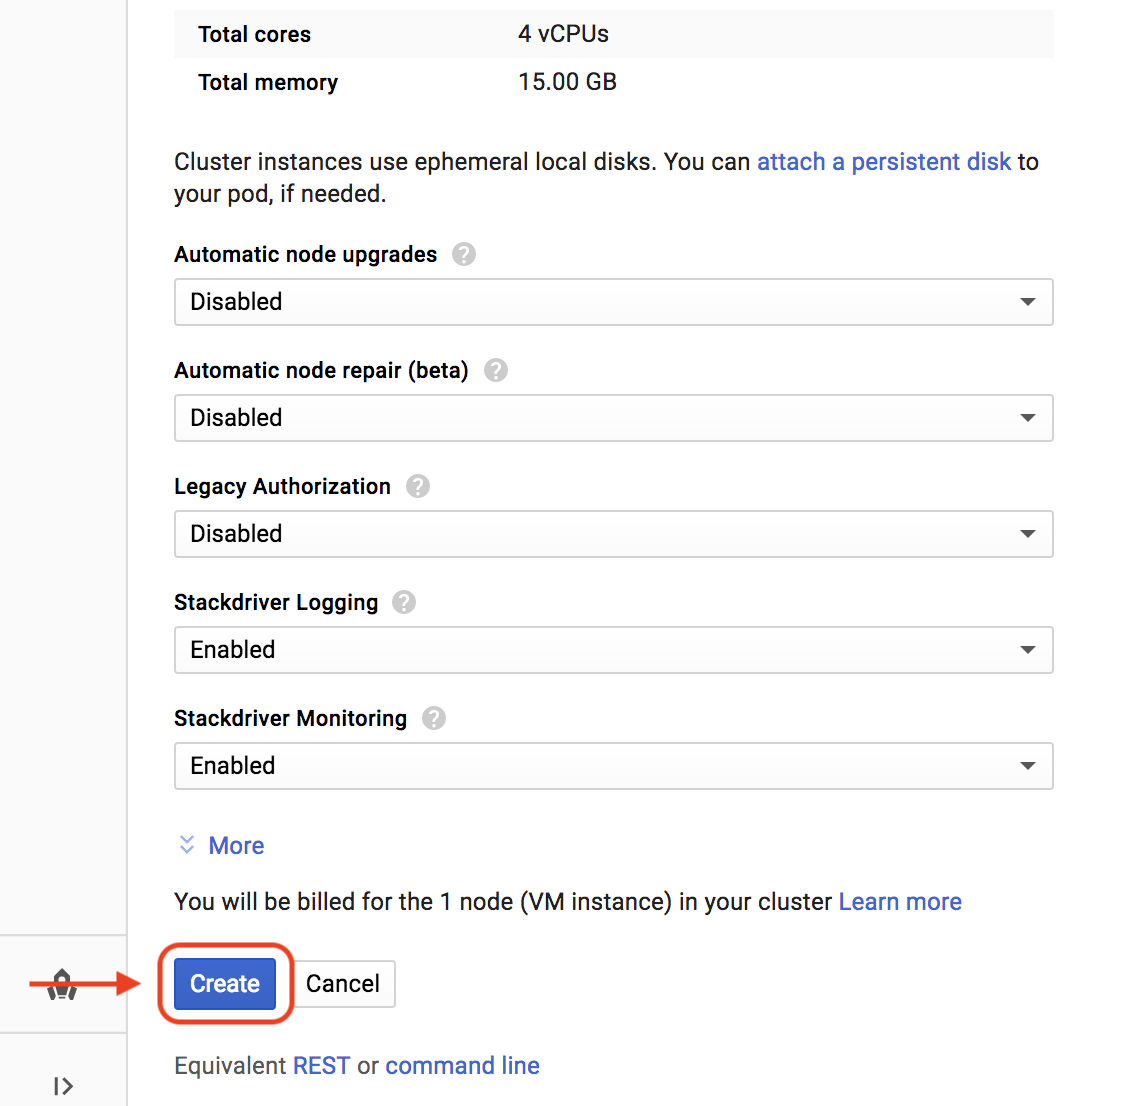 Total cores 4 vCPUs
Total memory 15.00 GB
Cluster instances use ephemeral local disks. You can attach a persistent disk to
your pod, if needed.
Automatic node upgrades ?
Disabled
Automatic node repair (beta) ?
Disabled
Legacy Authorization ?
Disabled
Stackdriver Logging ?
Enabled
Stackdriver Monitoring ?
Enabled
More
You will be billed for the 1 node (VM instance) in your cluster Learn more
Create Cancel
Equivalent REST or command line